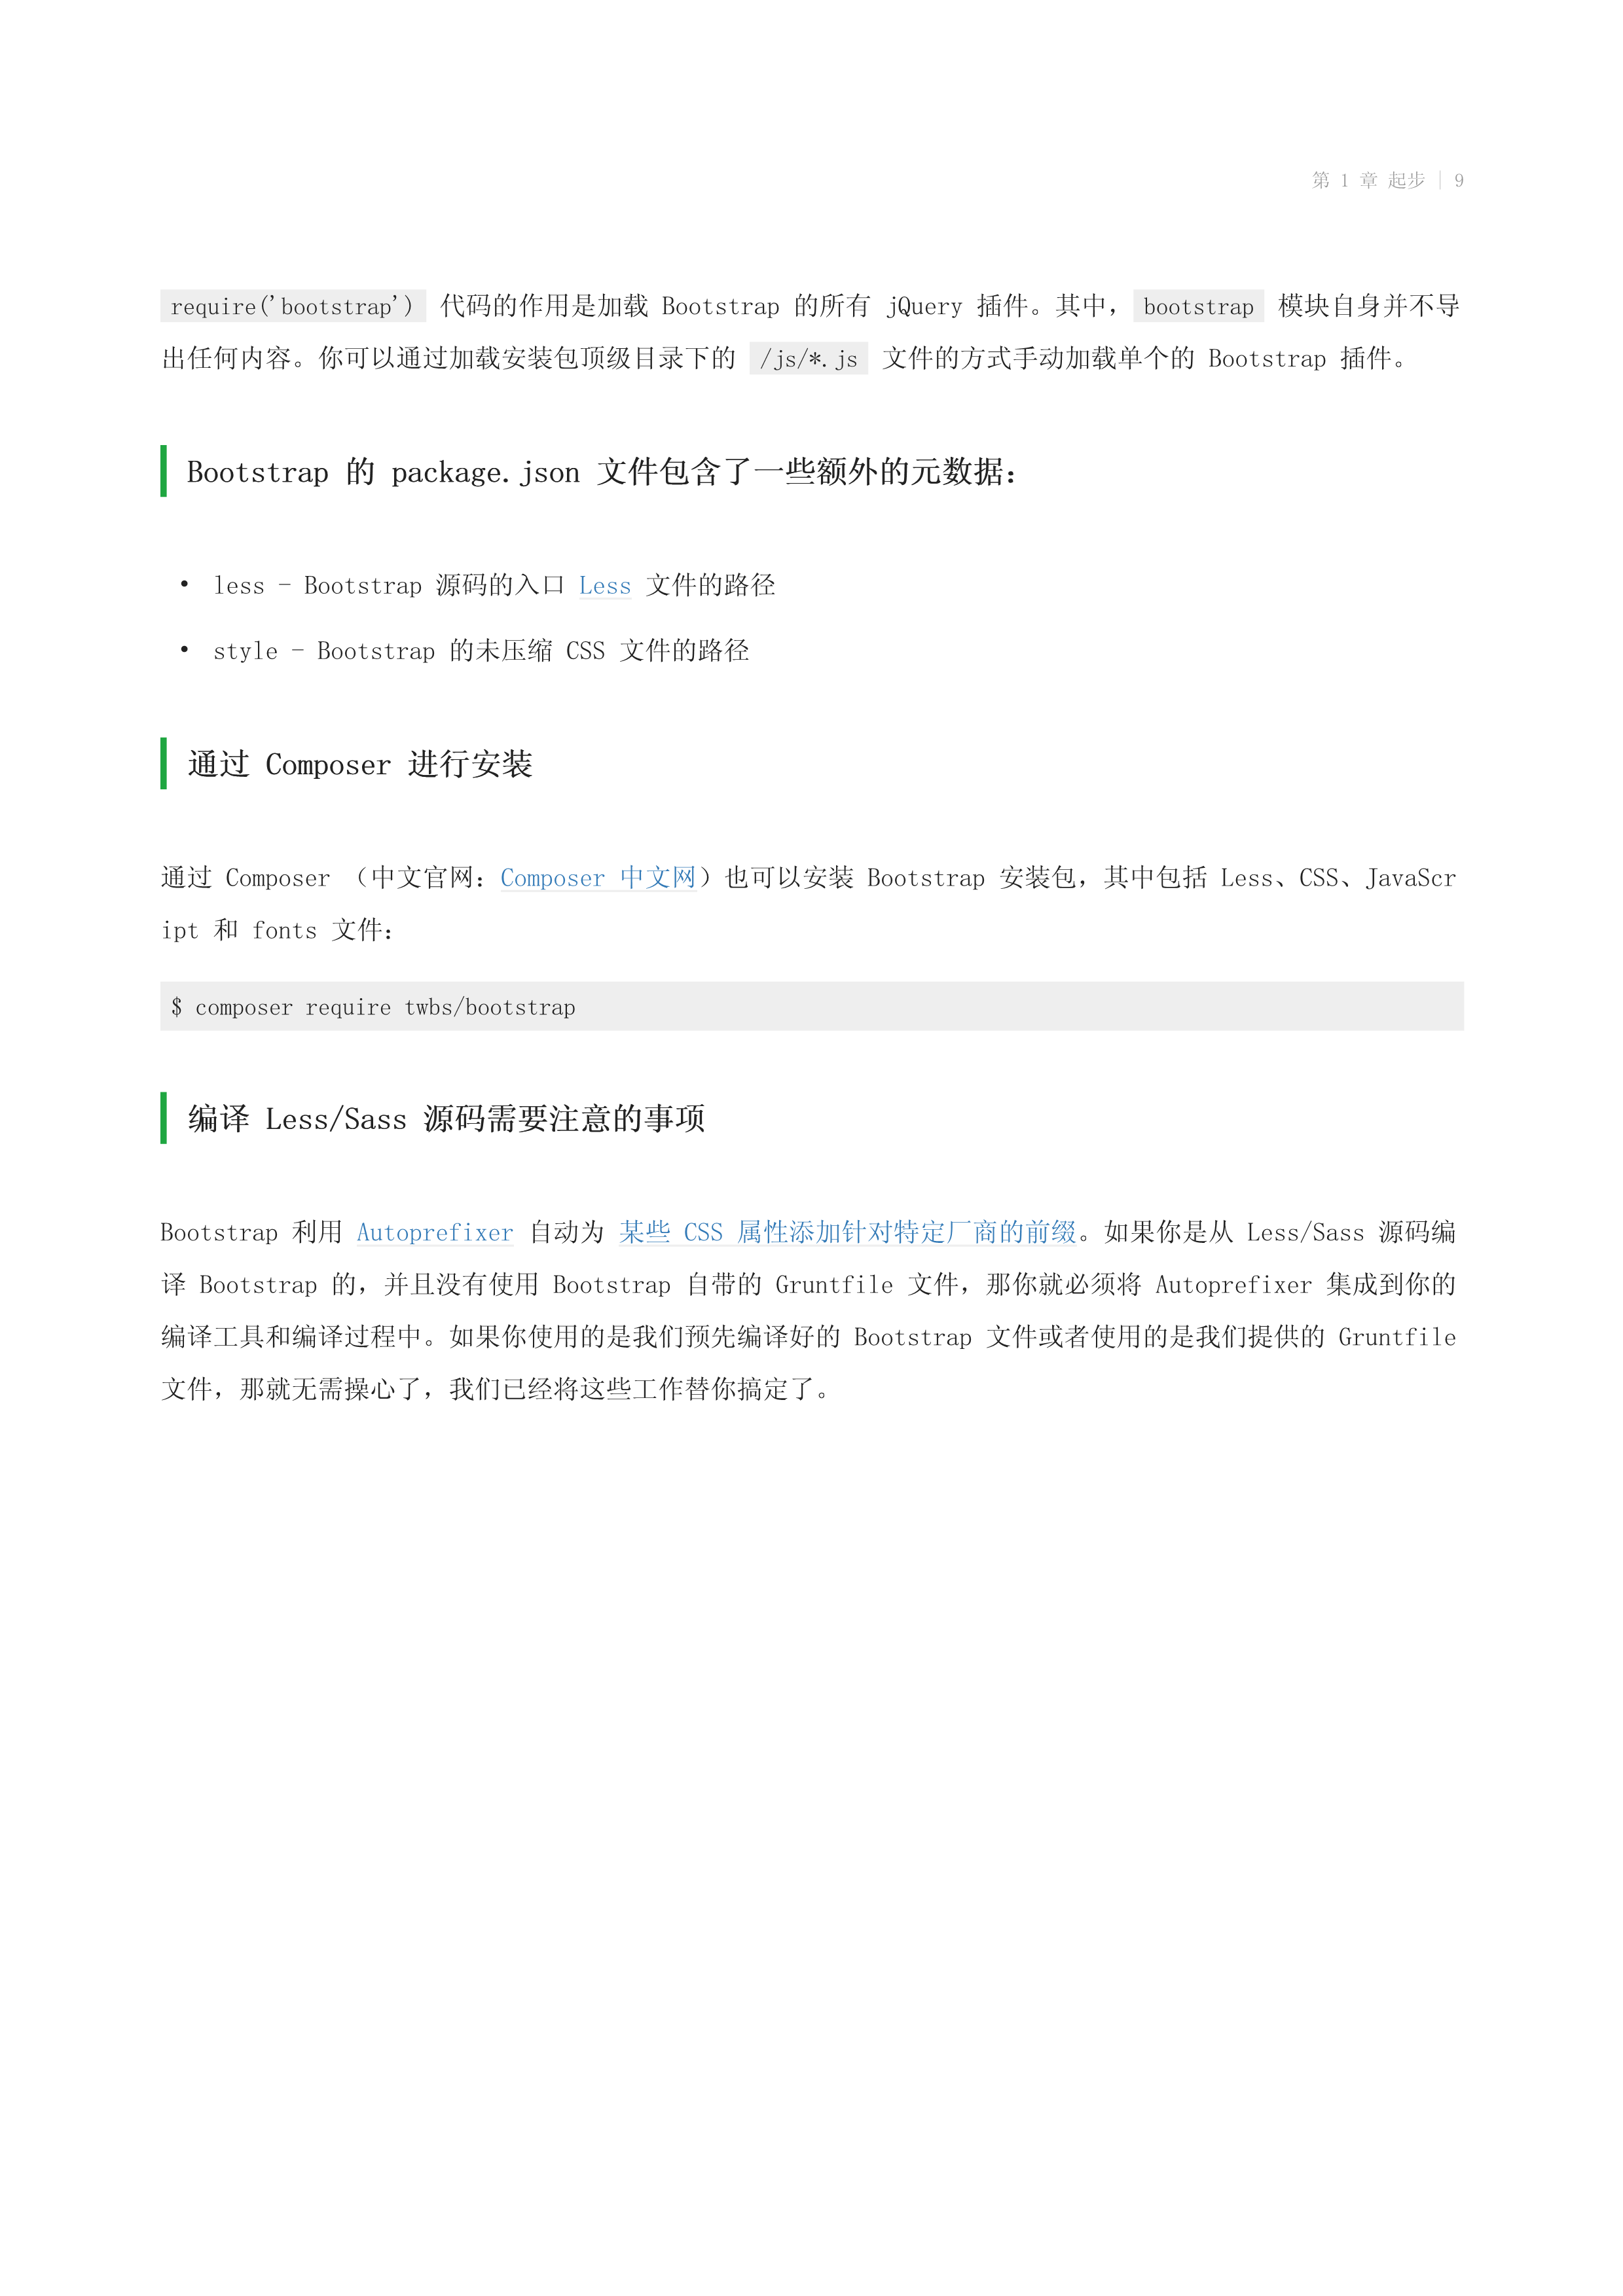 第 1 章 起步 | 9
require('bootstrap') 代码的作用是加载 Bootstrap 的所有 jQuery 插件。其中， bootstrap 模块自身并不导
出任何内容。你可以通过加载安装包顶级目录下的 /js/*.js 文件的方式手动加载单个的 Bootstrap 插件。
Bootstrap 的 package.json 文件包含了一些额外的元数据：
• less - Bootstrap 源码的入口 Less 文件的路径
• style - Bootstrap 的未压缩 CSS 文件的路径
通过 Composer 进行安装
通过 Composer （中文官网：Composer 中文网）也可以安装 Bootstrap 安装包，其中包括 Less、CSS、JavaScr
ipt 和 fonts 文件：
$ composer require twbs/bootstrap
编译 Less/Sass 源码需要注意的事项
Bootstrap 利用 Autoprefixer 自动为 某些 CSS 属性添加针对特定厂商的前缀。如果你是从 Less/Sass 源码编
译 Bootstrap 的，并且没有使用 Bootstrap 自带的 Gruntfile 文件，那你就必须将 Autoprefixer 集成到你的
编译工具和编译过程中。如果你使用的是我们预先编译好的 Bootstrap 文件或者使用的是我们提供的 Gruntfile
文件，那就无需操心了，我们已经将这些工作替你搞定了。